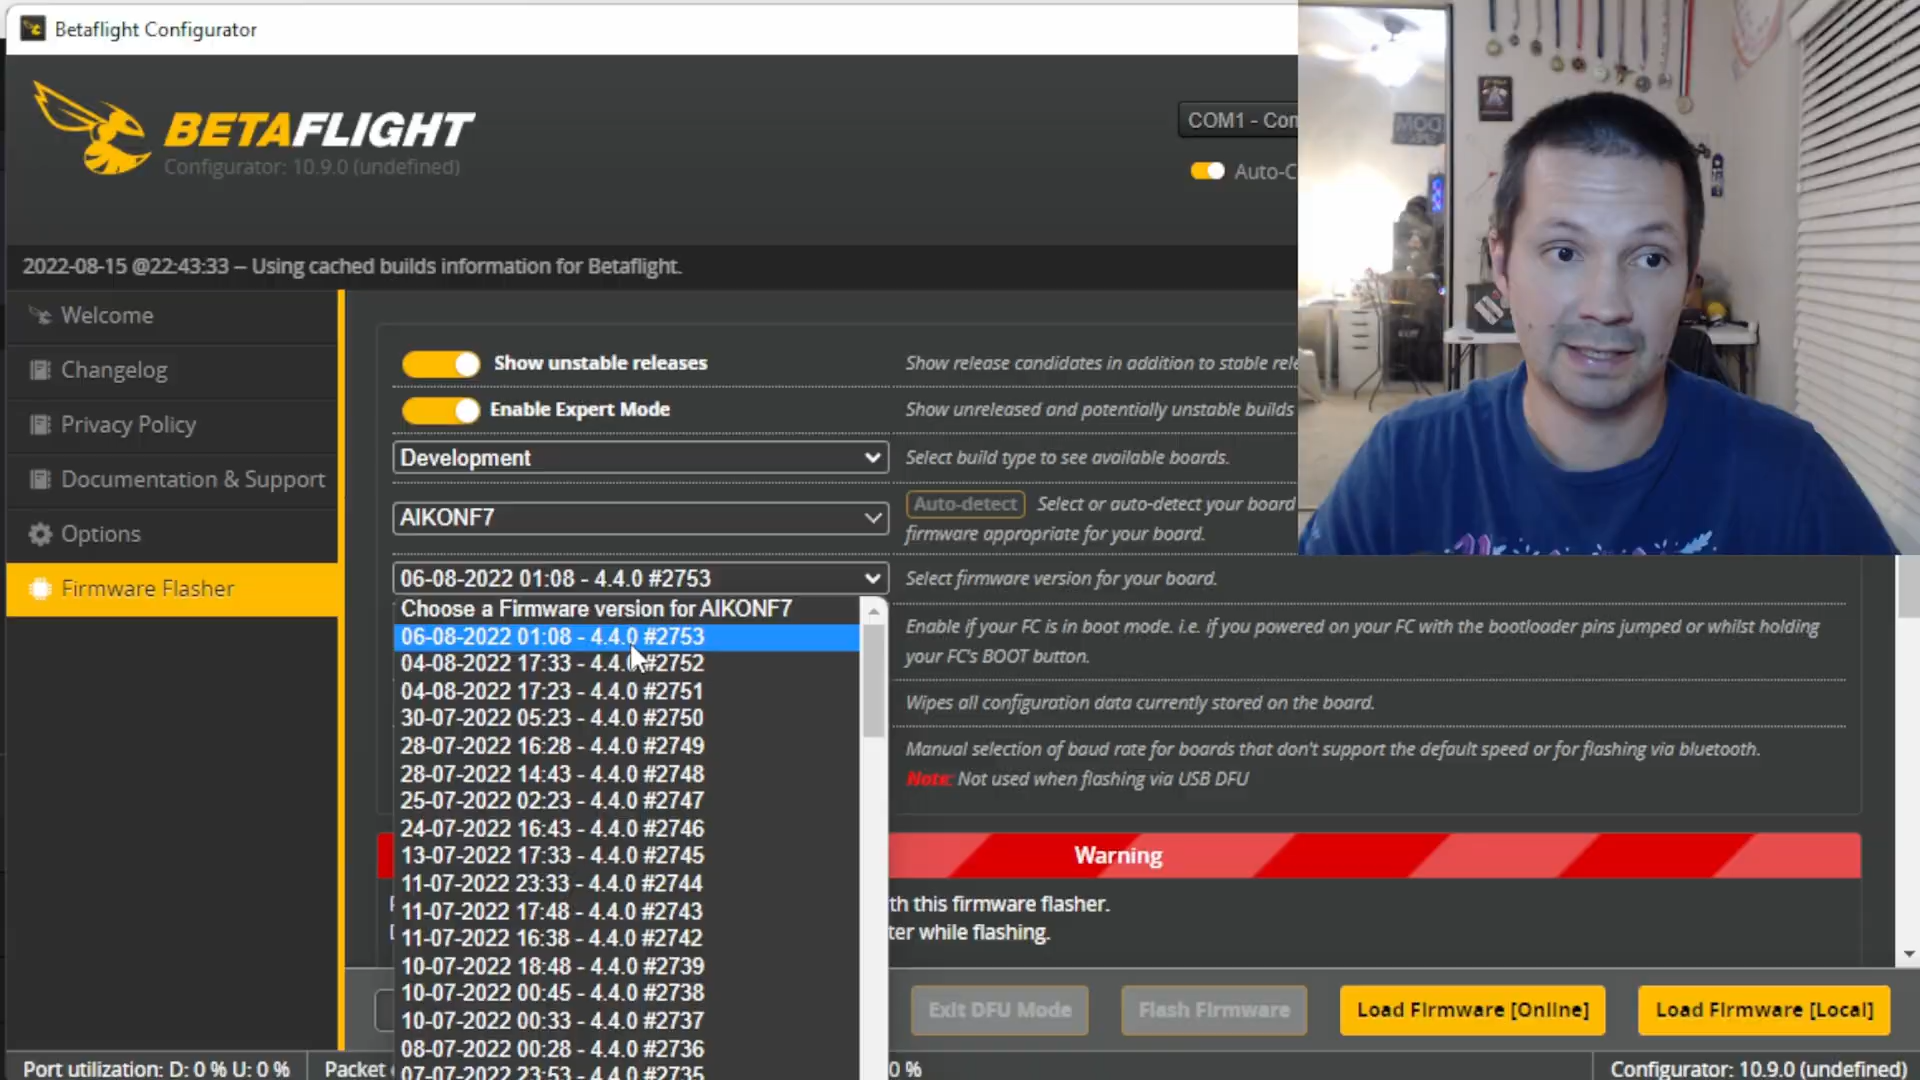 Betaflight Configurator
BETAFLIGHT
Configurator: 10.9.0 (undefined)
COM1 - Com
Auto-C
2022-08-15 @22:43:33 – Using cached builds information for Betaflight.
Welcome
Changelog
Privacy Policy
Documentation & Support
Options
Firmware Flasher
Show unstable releases
Show release candidates in addition to stable rele
Enable Expert Mode
Show unreleased and potentially unstable builds
Development
Select build type to see available boards.
AIKONF7
Auto-detect Select or auto-detect your board
firmware appropriate for your board.
06-08-2022 01:08 - 4.4.0 #2753
Select firmware version for your board.
Choose a Firmware version for AIKONF7
06-08-2022 01:08 - 4.4.0 #2753
04-08-2022 17:33 - 4.4.0 #2752
04-08-2022 17:23 - 4.4.0 #2751
30-07-2022 05:23 - 4.4.0 #2750
28-07-2022 16:28 - 4.4.0 #2749
28-07-2022 14:43 - 4.4.0 #2748
25-07-2022 02:23 - 4.4.0 #2747
24-07-2022 16:43 - 4.4.0 #2746
13-07-2022 17:33 - 4.4.0 #2745
11-07-2022 23:33 - 4.4.0 #2744
11-07-2022 17:48 - 4.4.0 #2743
11-07-2022 16:38 - 4.4.0 #2742
10-07-2022 18:48 - 4.4.0 #2739
10-07-2022 00:45 - 4.4.0 #2738
10-07-2022 00:33 - 4.4.0 #2737
08-07-2022 00:28 - 4.4.0 #2736
07-07-2022 23:53 - 4.4.0 #2735
Enable if your FC is in boot mode. i.e. if you powered on your FC with the bootloader pins jumped or whilst holding
your FC's BOOT button.
Wipes all configuration data currently stored on the board.
Manual selection of baud rate for boards that don't support the default speed or for flashing via bluetooth.
Note: Not used when flashing via USB DFU
Warning
th this firmware flasher.
ter while flashing.
Exit DFU Mode
Flash Firmware
Load Firmware [Online]
Load Firmware [Local]
Port utilization: D: 0 % U: 0 %
Packet
0 %
Configurator: 10.9.0 (undefined)